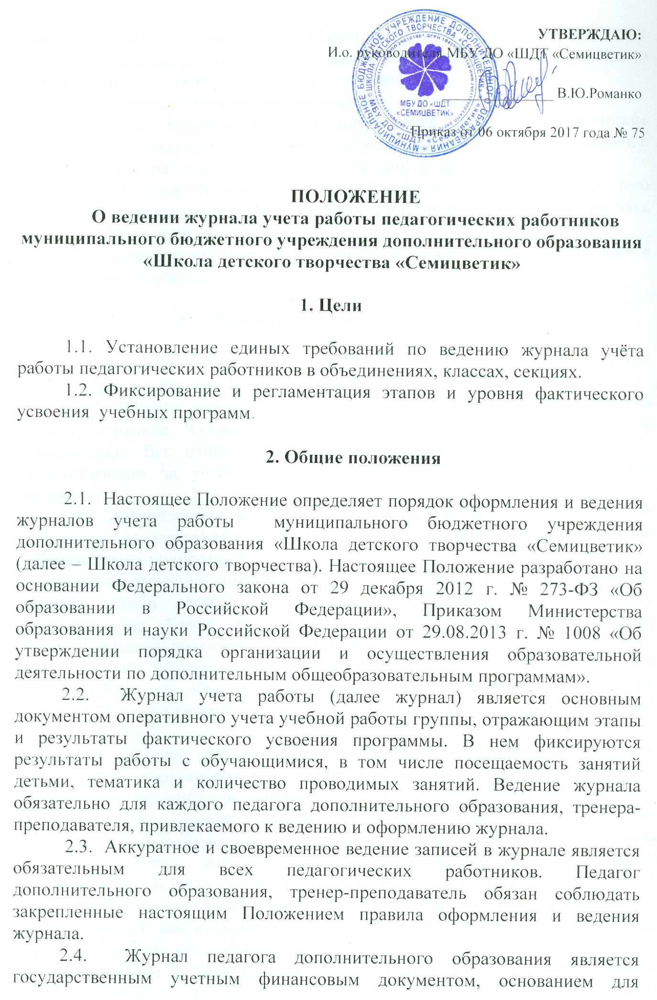 УТВЕРЖДАЮ:
И.о. руководителя МБУ ДО «ШДТ «Семицветик»
В.Ю.Романко
МБУ ДО «ШДТ
«СЕМИЦВЕТИК»
Приказ от 06 октября 2017 года № 75
ПОЛОЖЕНИЕ
О ведении журнала учета работы педагогических работников
муниципального бюджетного учреждения дополнительного образования
«Школа детского творчества «Семицветик»
1. Цели
1.1. Установление единых требований по ведению журнала учёта
работы педагогических работников в объединениях, классах, секциях.
1.2. Фиксирование и регламентация этапов и уровня фактического
усвоения учебных программ.
2. Общие положения
2.1. Настоящее Положение определяет порядок оформления и ведения
журналов учета работы муниципального бюджетного учреждения
дополнительного образования «Школа детского творчества «Семицветик»
(далее – Школа детского творчества). Настоящее Положение разработано на
основании Федерального закона от 29 декабря 2012 г. № 273-ФЗ «Об
образовании в Российской Федерации», Приказом Министерства
образования и науки Российской Федерации от 29.08.2013 г. № 1008 «Об
утверждении порядка организации и осуществления образовательной
деятельности по дополнительным общеобразовательным программам».
2.2. Журнал учета работы (далее журнал) является основным
документом оперативного учета учебной работы группы, отражающим этапы
и результаты фактического усвоения программы. В нем фиксируются
результаты работы с обучающимися, в том числе посещаемость занятий
детьми, тематика и количество проводимых занятий. Ведение журнала
обязательно для каждого педагога дополнительного образования, тренера-
преподавателя, привлекаемого к ведению и оформлению журнала.
2.3. Аккуратное и своевременное ведение записей в журнале является
обязательным для всех педагогических работников. Педагог
дополнительного образования, тренер-преподаватель обязан соблюдать
закрепленные настоящим Положением правила оформления и ведения
журнала.
2.4. Журнал педагога дополнительного образования является
государственным учетным финансовым документом, основанием для